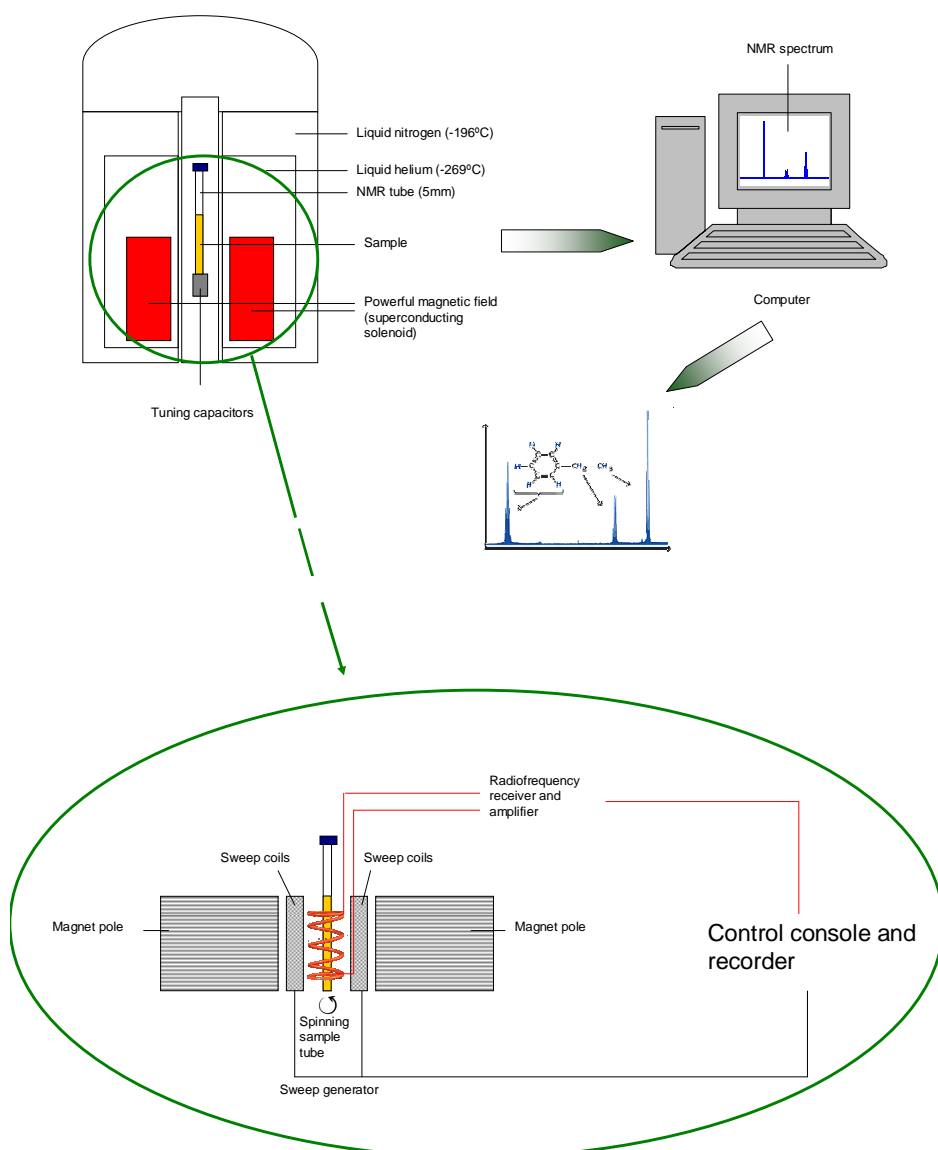 NMR spectrum
Liquid nitrogen (-196ºC)
Liquid helium (-269ºC)
NMR tube (5mm)
Sample
Powerful magnetic field
(superconducting
solenoid)
Computer
Tuning capacitors
H H
H C C C CH₂ CH₃
C C
H H
Radiofrequency
receiver and
amplifier
Sweep coils
Sweep coils
Magnet pole
Magnet pole
Control console and
recorder
Spinning
sample
tube
Sweep generator